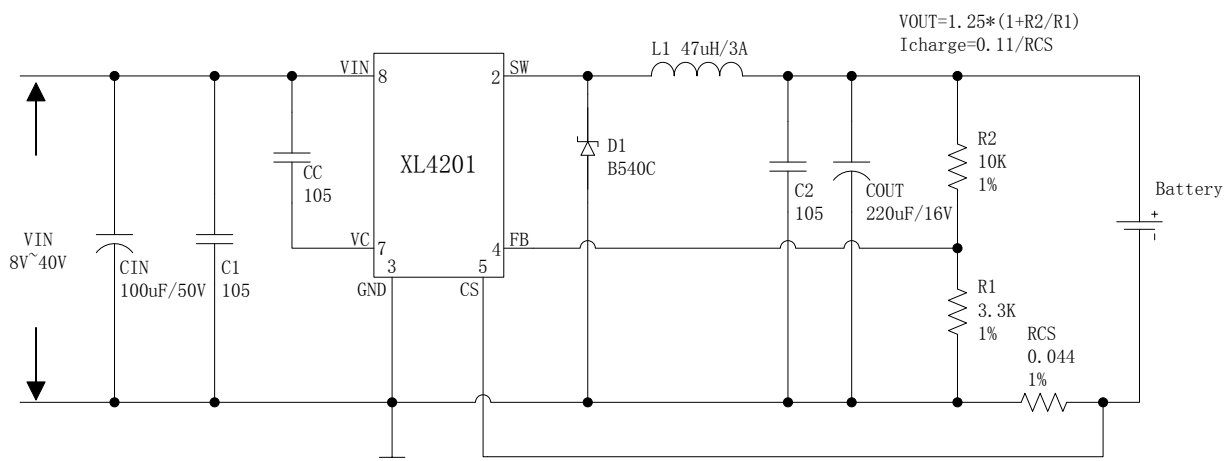 VOUT=1.25*(1+R2/R1)
Icharge=0.11/RCS
L1 47uH/3A
VIN
8
2
SW
XL4201
CC
105
D1
B540C
C2
105
COUT
220uF/16V
R2
10K
1%
Battery
+
-
VIN
8V~40V
CIN
100uF/50V
C1
105
VC
7
3
GND
5
CS
4
FB
R1
3.3K
1%
RCS
0.044
1%